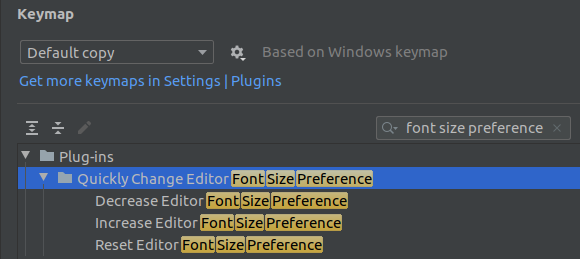 Keymap
Default copy Based on Windows keymap
Get more keymaps in Settings | Plugins
font size preference
Plug-ins
Quickly Change Editor Font Size Preference
Decrease Editor Font Size Preference
Increase Editor Font Size Preference
Reset Editor Font Size Preference